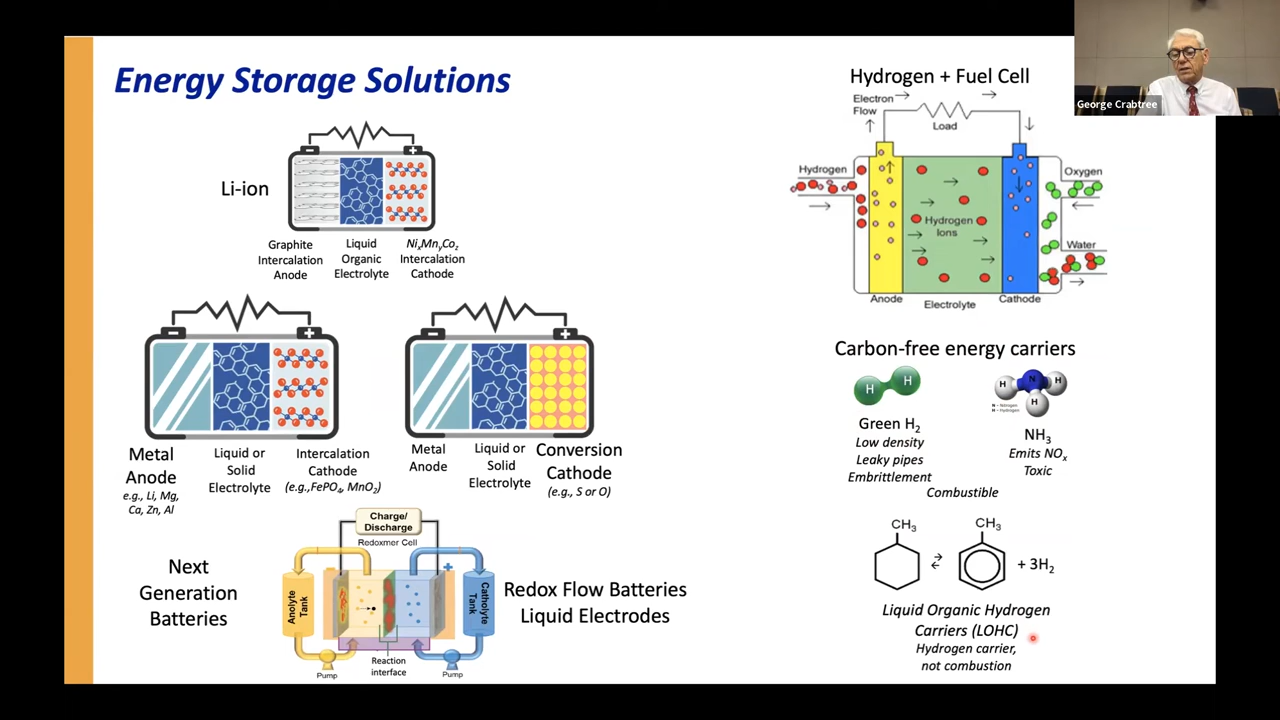 Energy Storage Solutions
George Crabtree
Li-ion
Graphite
Intercalation
Anode
Liquid
Organic
Electrolyte
NiₓMnᵧCo_z
Intercalation
Cathode
Metal
Anode
e.g., Li, Mg,
Ca, Zn, Al
Liquid or
Solid
Electrolyte
Intercalation
Cathode
(e.g.,FePO₄, MnO₂)
Metal
Anode
Liquid or
Solid
Electrolyte
Conversion
Cathode
(e.g., S or O)
Next
Generation
Batteries
Charge/
Discharge
Redoxmer Cell
Anolyte
Tank
Catholyte
Tank
Pump
Reaction
interface
Pump
Redox Flow Batteries
Liquid Electrodes
Hydrogen + Fuel Cell
Electron
Flow
Load
Hydrogen
Oxygen
Hydrogen
Ions
Water
Anode
Electrolyte
Cathode
Carbon-free energy carriers
H H
Green H₂
Low density
Leaky pipes
Embrittlement
H N H
H
N = Nitrogen
H = Hydrogen
NH₃
Emits NOₓ
Toxic
Combustible
CH₃
CH₃
+ 3H₂
Liquid Organic Hydrogen
Carriers (LOHC)
Hydrogen carrier,
not combustion